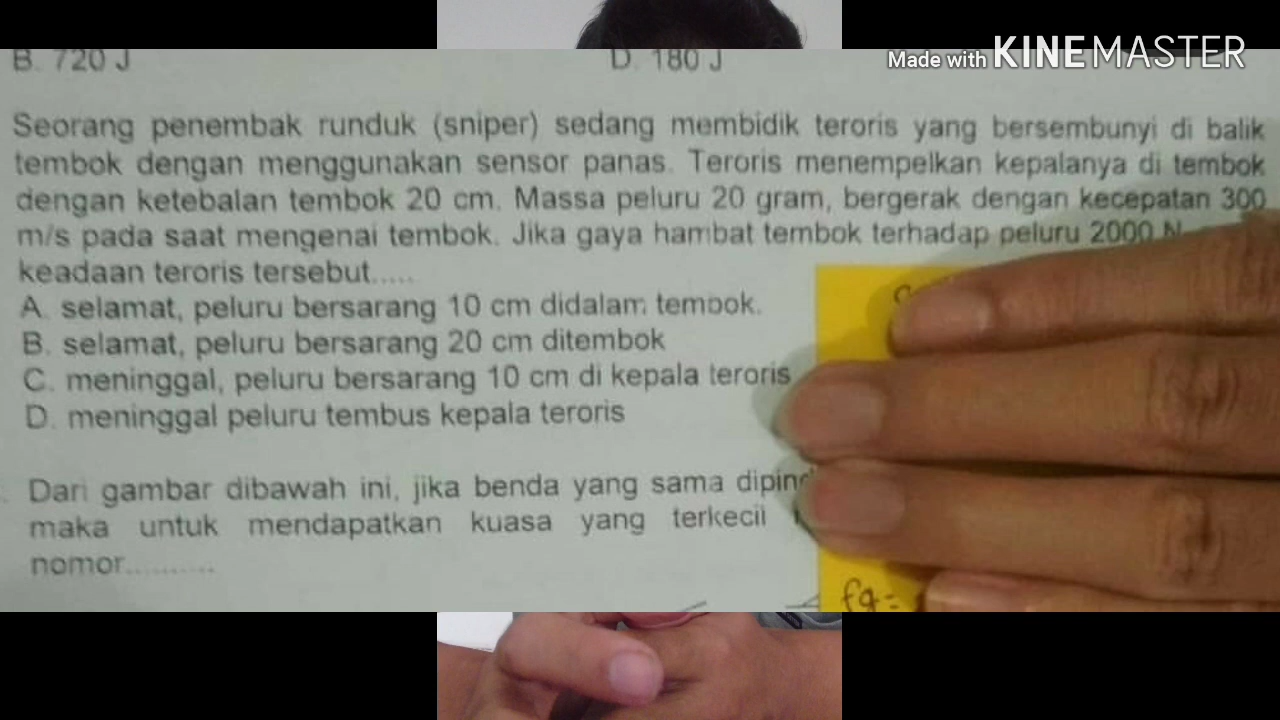 B. 720 J
D. 180 J
Made with KINEMASTER
Seorang penembak runduk (sniper) sedang membidik teroris yang bersembunyi di balik
tembok dengan menggunakan sensor panas. Teroris menempelkan kepalanya di tembok
dengan ketebalan tembok 20 cm. Massa peluru 20 gram, bergerak dengan kecepatan 300
m/s pada saat mengenai tembok. Jika gaya hambat tembok terhadap peluru 2000 N
keadaan teroris tersebut.....
A. selamat, peluru bersarang 10 cm didalam tembok.
B. selamat, peluru bersarang 20 cm ditembok
C. meninggal, peluru bersarang 10 cm di kepala teroris
D. meninggal peluru tembus kepala teroris
Dari gambar dibawah ini, jika benda yang sama
maka untuk mendapatkan kuasa yang terkecil
nomor..........
fq=